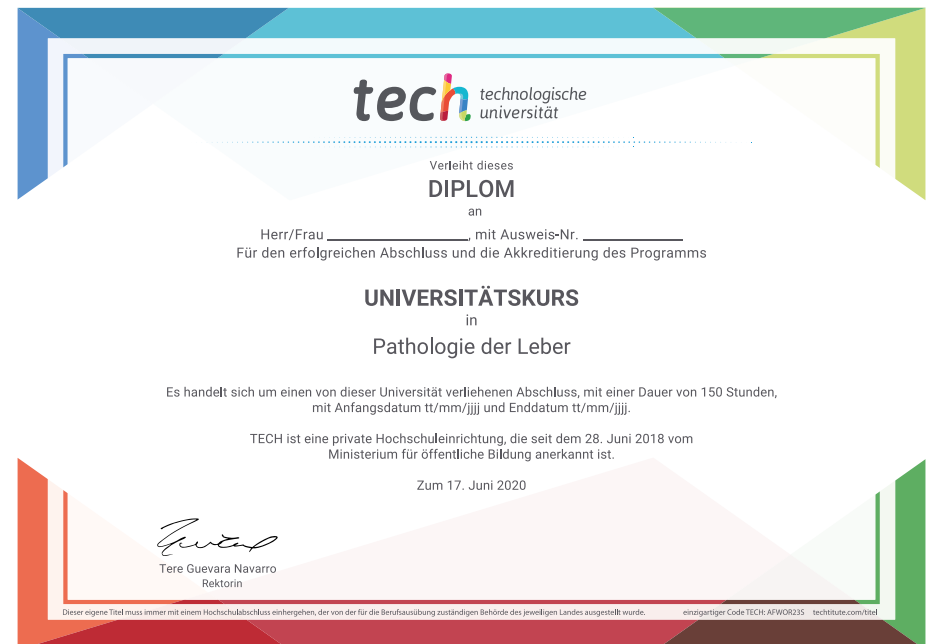 tech technologische
universität
Verleiht dieses
DIPLOM
an
Herr/Frau ____________________, mit Ausweis-Nr. ______________
Für den erfolgreichen Abschluss und die Akkreditierung des Programms
UNIVERSITÄTSKURS
in
Pathologie der Leber
Es handelt sich um einen von dieser Universität verliehenen Abschluss, mit einer Dauer von 150 Stunden,
mit Anfangsdatum tt/mm/jjjj und Enddatum tt/mm/jjjj.
TECH ist eine private Hochschuleinrichtung, die seit dem 28. Juni 2018 vom
Ministerium für öffentliche Bildung anerkannt ist.
Zum 17. Juni 2020
Tere Guevara Navarro
Rektorin
Dieser eigene Titel muss immer mit einem Hochschulabschluss einhergehen, der von der für die Berufsausübung zuständigen Behörde des jeweiligen Landes ausgestellt wurde. einzigartiger Code TECH: AFWOR23S techtitute.com/titel